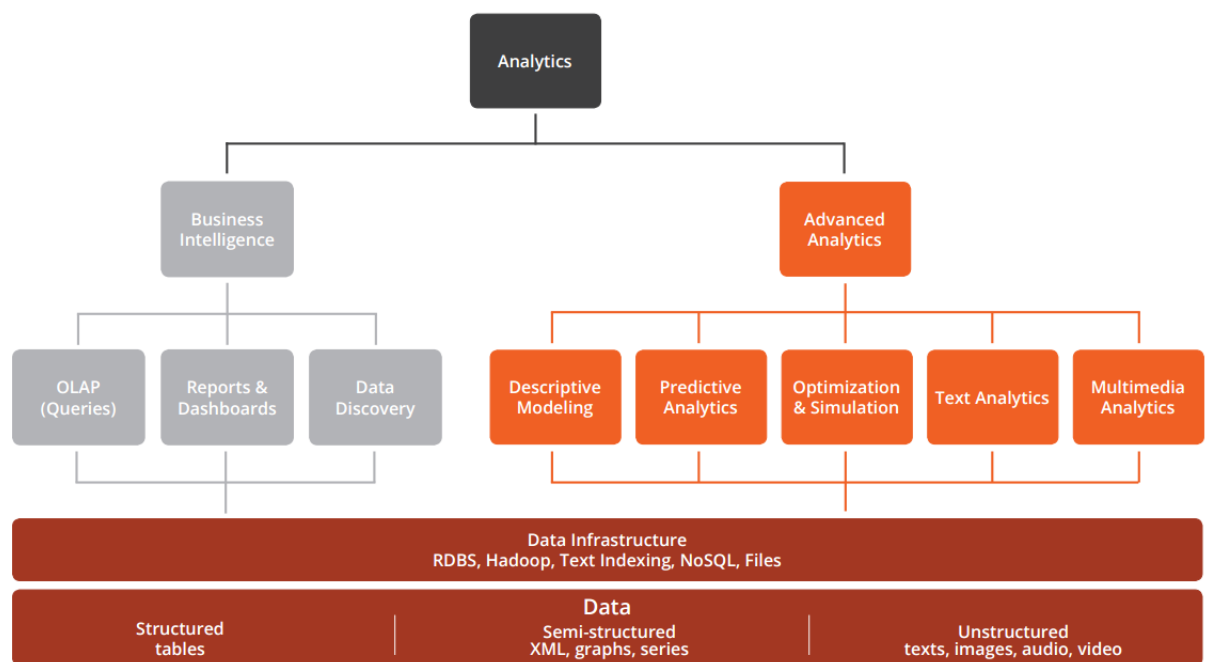 Analytics
Business
Intelligence
Advanced
Analytics
OLAP
(Queries)
Reports &
Dashboards
Data
Discovery
Descriptive
Modeling
Predictive
Analytics
Optimization
& Simulation
Text Analytics
Multimedia
Analytics
Data Infrastructure
RDBS, Hadoop, Text Indexing, NoSQL, Files
Data
Structured
tables
Semi-structured
XML, graphs, series
Unstructured
texts, images, audio, video